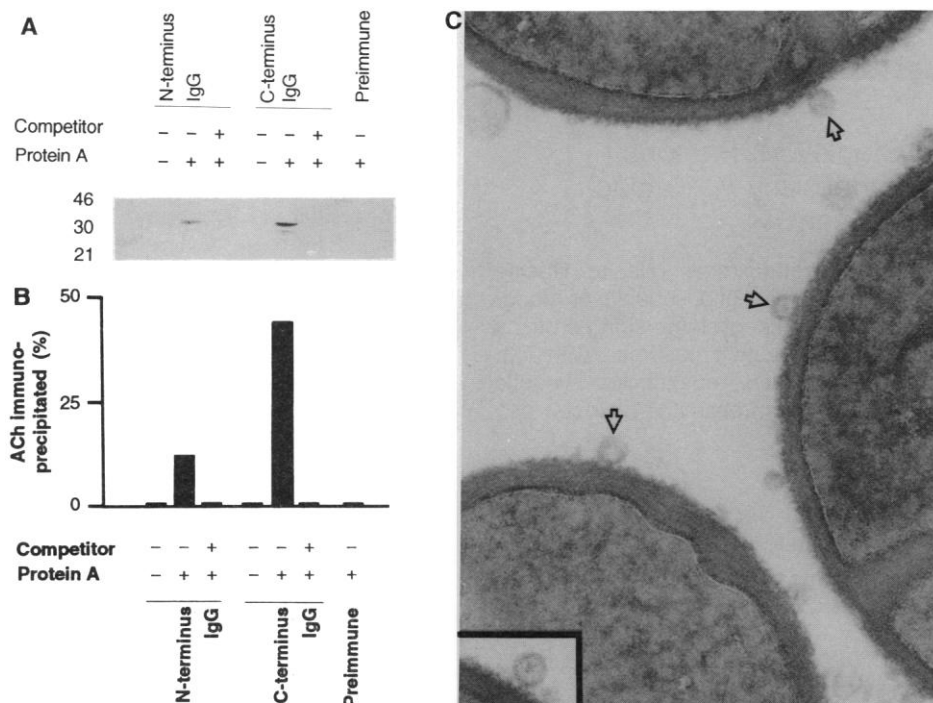 A
N-terminus
IgG
C-terminus
IgG
Preimmune
Competitor – – + – – + –
Protein A – + + – + + +
46
30
21
B
50
25
0
ACh immuno-
precipitated (%)
Competitor – – + – – + –
Protein A – + + – + + +
N-terminus
IgG
C-terminus
IgG
Preimmune
C